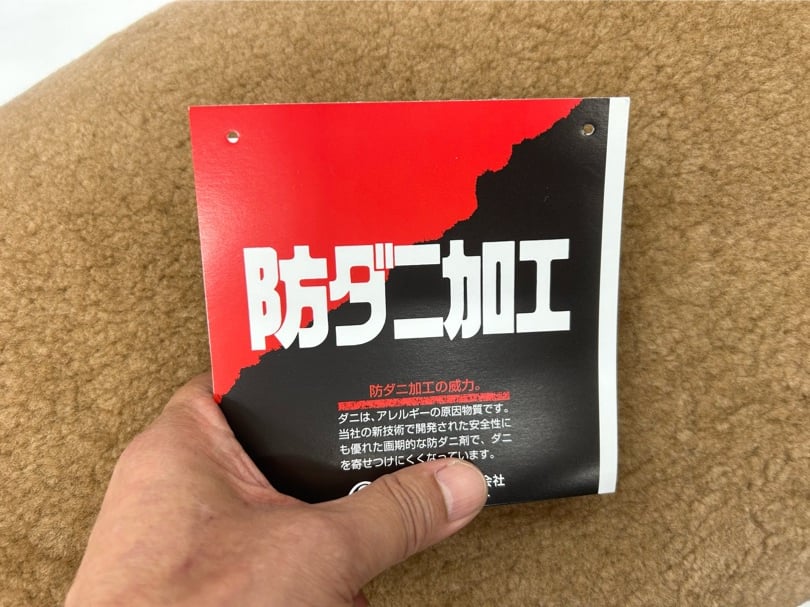 防ダニ加工
防ダニ加工の威力。
ダニは、アレルギーの原因物質です。
当社の新技術で開発された安全性に
も優れた画期的な防ダニ剤で、ダニ
を寄せつけにくくなっています。
会社